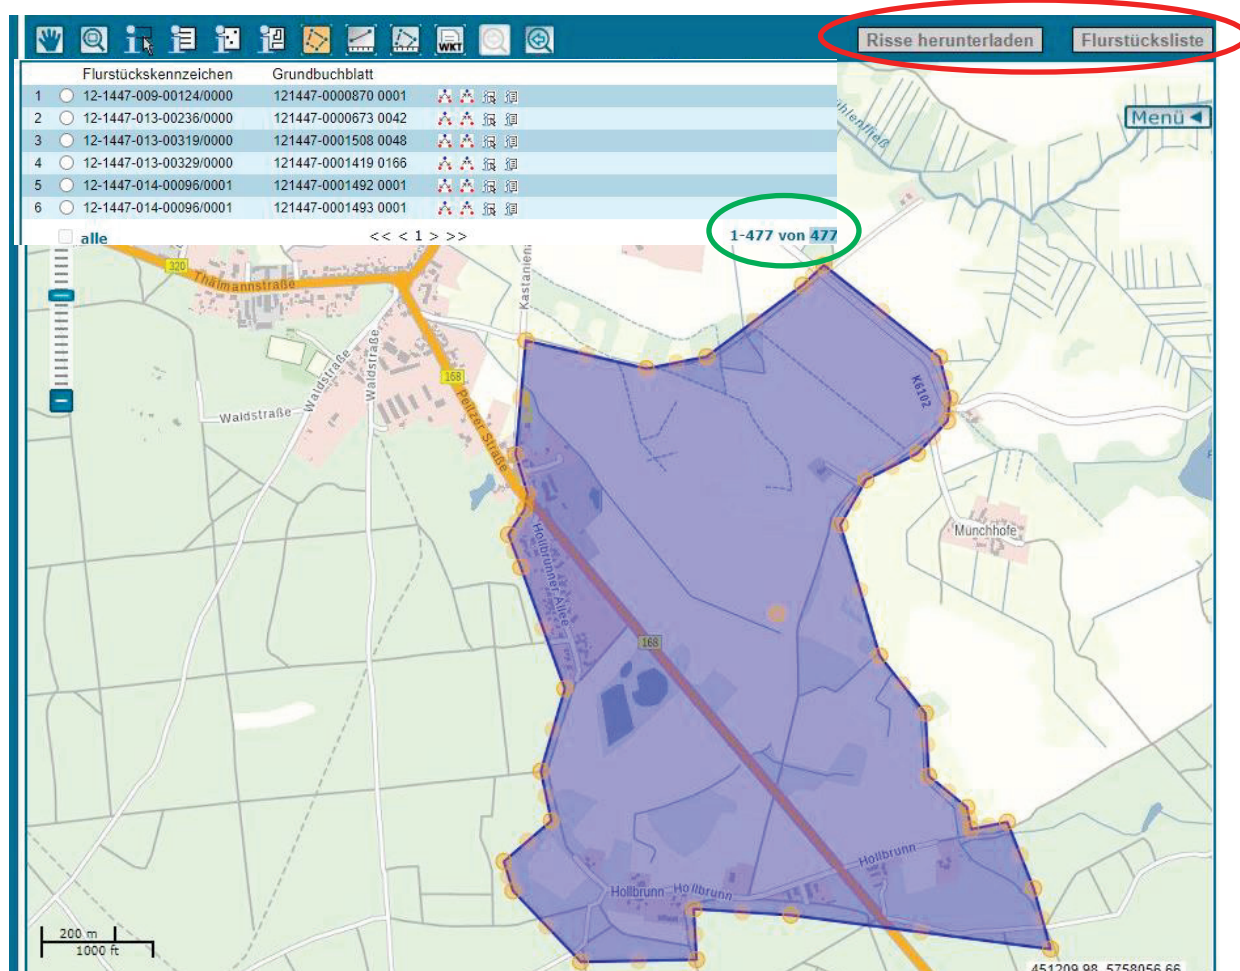 WKT
Risse herunterladen
Flurstücksliste
Flurstückskennzeichen Grundbuchblatt
1 12-1447-009-00124/0000 121447-0000870 0001
2 12-1447-013-00236/0000 121447-0000673 0042
3 12-1447-013-00319/0000 121447-0001508 0048
4 12-1447-013-00329/0000 121447-0001419 0166
5 12-1447-014-00096/0001 121447-0001492 0001
6 12-1447-014-00096/0001 121447-0001493 0001
alle << < 1 > >> 1-477 von 477
Menü
320
Thälmannstraße
Waldstraße
Waldstraße
Waldstraße
168
Peitzer Straße
K6102
Münchhofe
Hollbrunner Allee
168
Hollbrunn
Hollbrunn
Hollbrunn
200 m
1000 ft
451209.98, 5758056.66